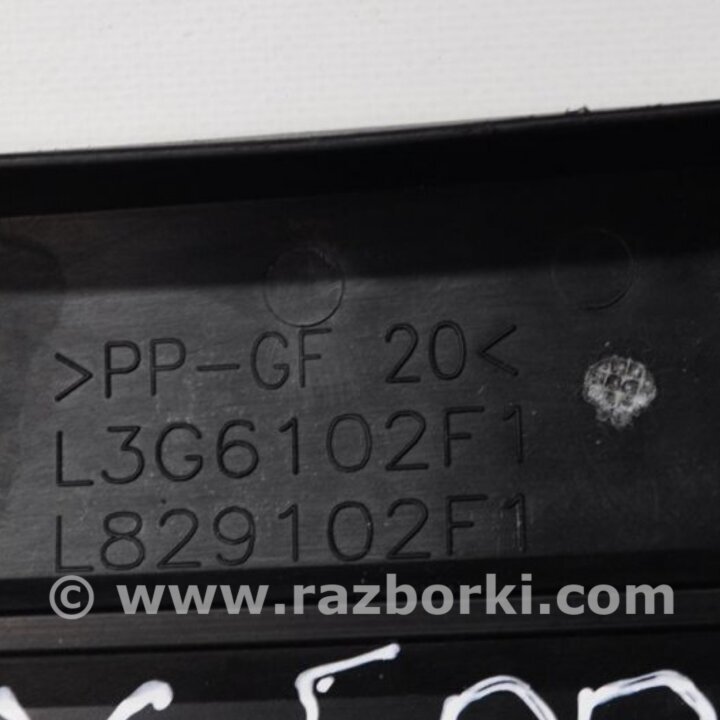 >PP-GF 20<
L3G6102F1
L829102F1
© www.razborki.com